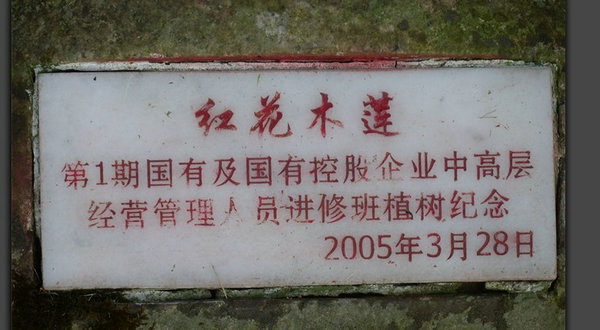 红花木莲
第1期国有及国有控股企业中高层
经营管理人员进修班植树纪念
2005年3月28日